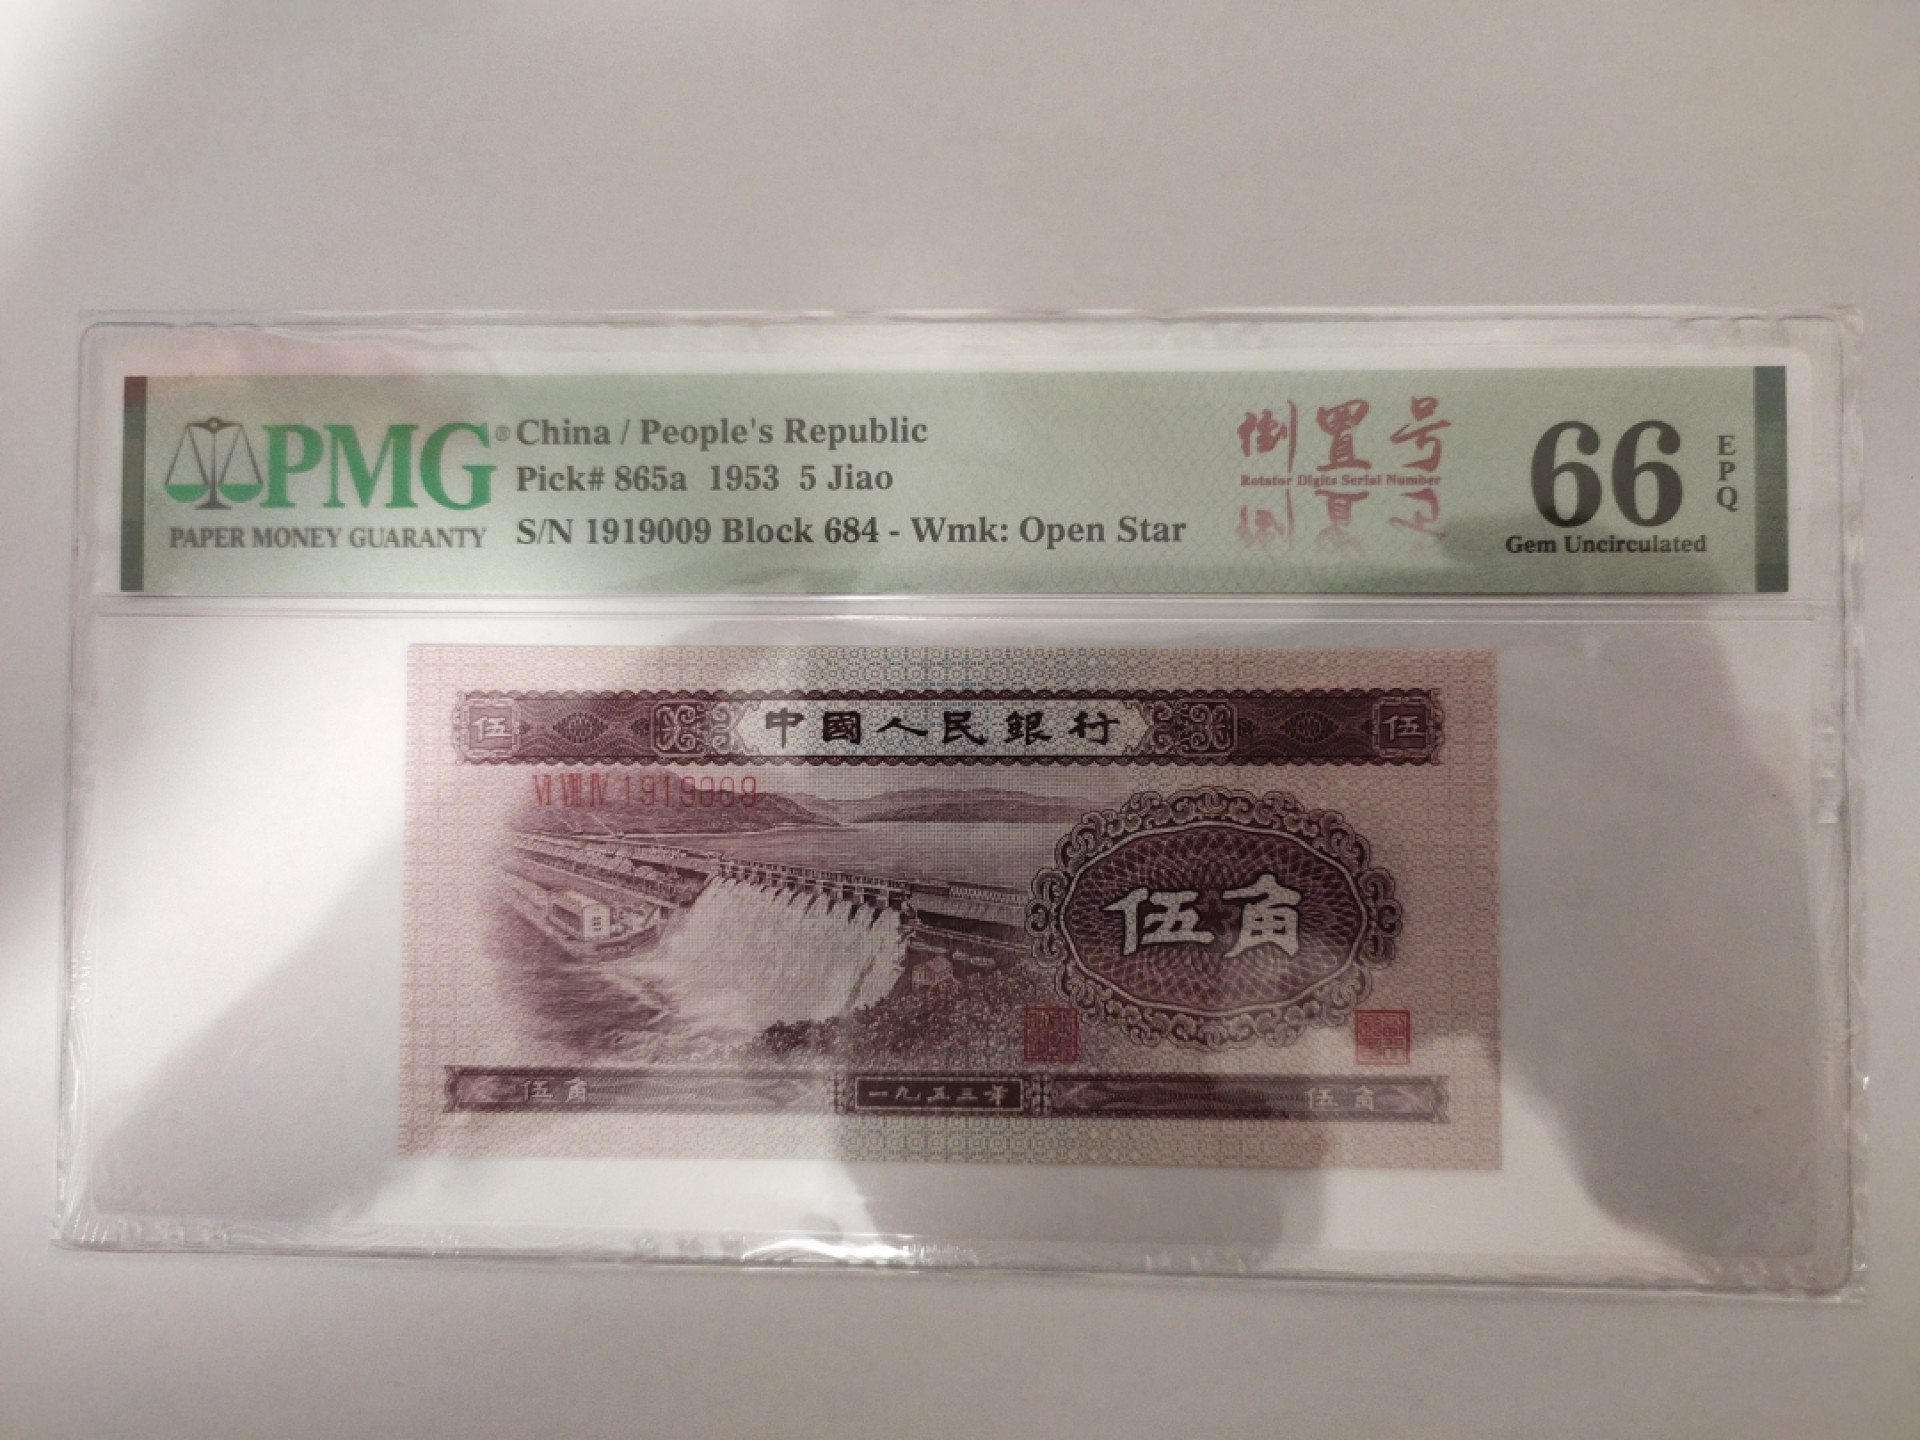 PMG®
PAPER MONEY GUARANTY
China / People's Republic
Pick# 865a 1953 5 Jiao
S/N 1919009 Block 684 - Wmk: Open Star
倒置号
Rotator Digits Serial Number
66
EPQ
Gem Uncirculated
伍 中國人民銀行 伍
VI VIII IV 1919009
伍角
伍角 一九五三年 伍角